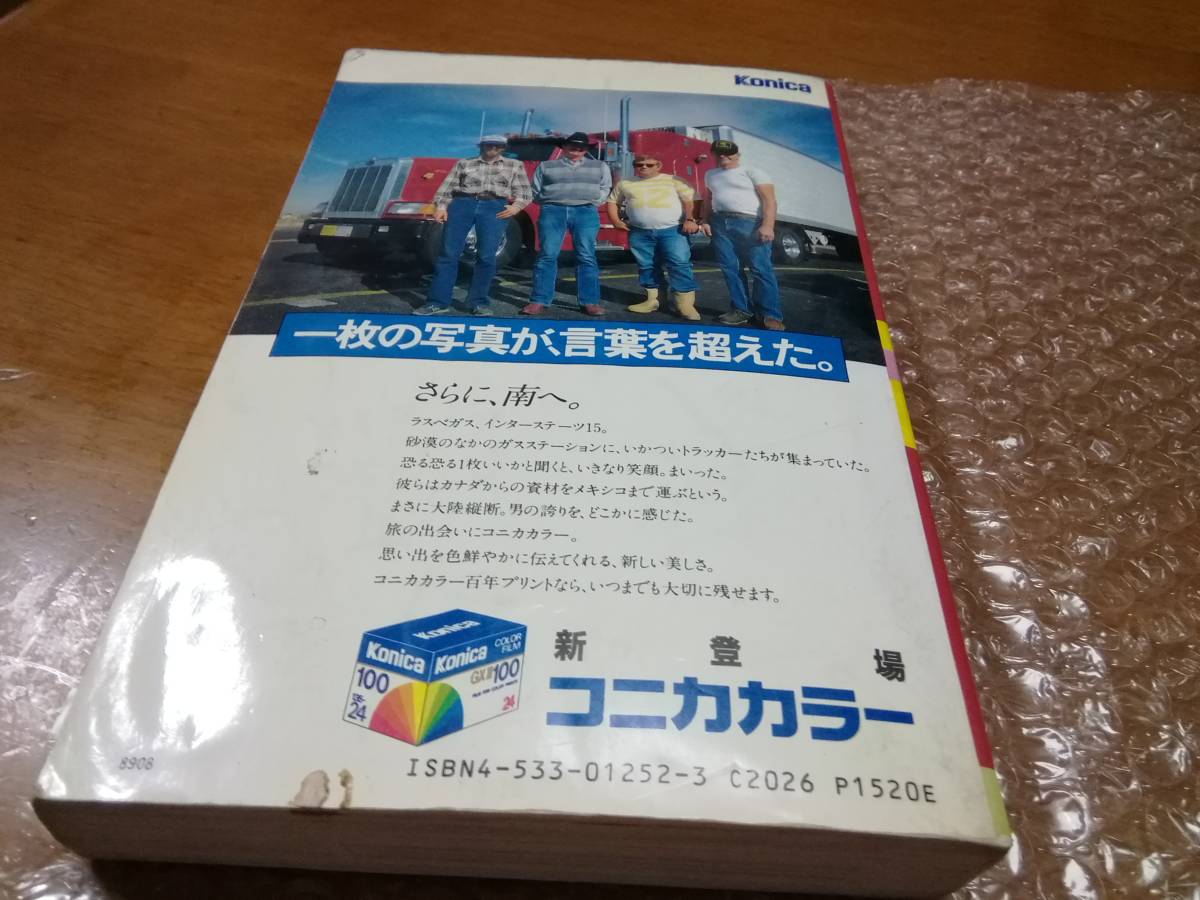 Konica
一枚の写真が、言葉を超えた。
さらに、南へ。
ラスベガス、インターステーツ15。
砂漠のなかのガスステーションに、いかついトラッカーたちが集まっていた。
恐る恐る1枚いいかと聞くと、いきなり笑顔。まいった。
彼らはカナダからの資材をメキシコまで運ぶという。
まさに大陸縦断。男の誇りを、どこかに感じた。
旅の出会いにコニカカラー。
思い出を色鮮やかに伝えてくれる、新しい美しさ。
コニカカラー百年プリントなら、いつまでも大切に残せます。
Konica
Konica
100
24
Konica
COLOR FILM
GXII100
24
新登場
コニカカラー
8908
ISBN4-533-01252-3 C2026 P1520E